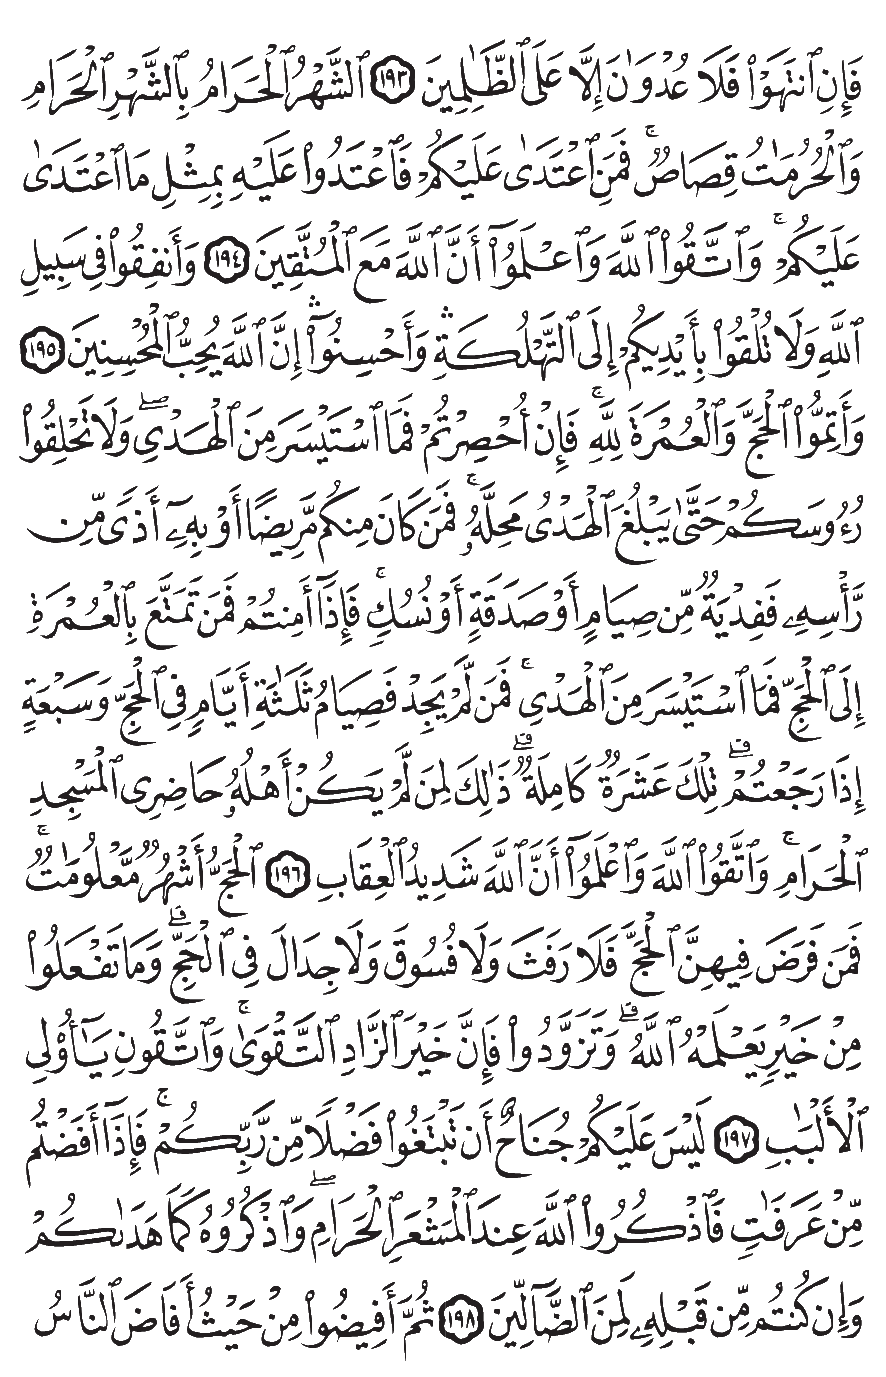 فَإِنِ ٱنتَهَوْا۟ فَلَا عُدْوَٰنَ إِلَّا عَلَى ٱلظَّـٰلِمِينَ ١٩٣ ٱلشَّهْرُ ٱلْحَرَامُ بِٱلشَّهْرِ ٱلْحَرَامِ
وَٱلْحُرُمَـٰتُ قِصَاصٌ ۚ فَمَنِ ٱعْتَدَىٰ عَلَيْكُمْ فَٱعْتَدُوا۟ عَلَيْهِ بِمِثْلِ مَا ٱعْتَدَىٰ
عَلَيْكُمْ ۚ وَٱتَّقُوا۟ ٱللَّهَ وَٱعْلَمُوٓا۟ أَنَّ ٱللَّهَ مَعَ ٱلْمُتَّقِينَ ١٩٤ وَأَنفِقُوا۟ فِى سَبِيلِ
ٱللَّهِ وَلَا تُلْقُوا۟ بِأَيْدِيكُمْ إِلَى ٱلتَّهْلُكَةِ ۛ وَأَحْسِنُوٓا۟ ۛ إِنَّ ٱللَّهَ يُحِبُّ ٱلْمُحْسِنِينَ ١٩٥
وَأَتِمُّوا۟ ٱلْحَجَّ وَٱلْعُمْرَةَ لِلَّهِ ۚ فَإِنْ أُحْصِرْتُمْ فَمَا ٱسْتَيْسَرَ مِنَ ٱلْهَدْىِ ۖ وَلَا تَحْلِقُوا۟
رُءُوسَكُمْ حَتَّىٰ يَبْلُغَ ٱلْهَدْىُ مَحِلَّهُۥ ۚ فَمَن كَانَ مِنكُم مَّرِيضًا أَوْ بِهِۦٓ أَذًى مِّن
رَّأْسِهِۦ فَفِدْيَةٌ مِّن صِيَامٍ أَوْ صَدَقَةٍ أَوْ نُسُكٍ ۚ فَإِذَآ أَمِنتُمْ فَمَن تَمَتَّعَ بِٱلْعُمْرَةِ
إِلَى ٱلْحَجِّ فَمَا ٱسْتَيْسَرَ مِنَ ٱلْهَدْىِ ۚ فَمَن لَّمْ يَجِدْ فَصِيَامُ ثَلَـٰثَةِ أَيَّامٍ فِى ٱلْحَجِّ وَسَبْعَةٍ
إِذَا رَجَعْتُمْ ۗ تِلْكَ عَشَرَةٌ كَامِلَةٌ ۗ ذَٰلِكَ لِمَن لَّمْ يَكُنْ أَهْلُهُۥ حَاضِرِى ٱلْمَسْجِدِ
ٱلْحَرَامِ ۚ وَٱتَّقُوا۟ ٱللَّهَ وَٱعْلَمُوٓا۟ أَنَّ ٱللَّهَ شَدِيدُ ٱلْعِقَابِ ١٩٦ ٱلْحَجُّ أَشْهُرٌ مَّعْلُومَـٰتٌ ۚ
فَمَن فَرَضَ فِيهِنَّ ٱلْحَجَّ فَلَا رَفَثَ وَلَا فُسُوقَ وَلَا جِدَالَ فِى ٱلْحَجِّ ۗ وَمَا تَفْعَلُوا۟
مِنْ خَيْرٍ يَعْلَمْهُ ٱللَّهُ ۗ وَتَزَوَّدُوا۟ فَإِنَّ خَيْرَ ٱلزَّادِ ٱلتَّقْوَىٰ ۚ وَٱتَّقُونِ يَـٰٓأُو۟لِى
ٱلْأَلْبَـٰبِ ١٩٧ لَيْسَ عَلَيْكُمْ جُنَاحٌ أَن تَبْتَغُوا۟ فَضْلًا مِّن رَّبِّكُمْ ۚ فَإِذَآ أَفَضْتُم
مِّنْ عَرَفَـٰتٍ فَٱذْكُرُوا۟ ٱللَّهَ عِندَ ٱلْمَشْعَرِ ٱلْحَرَامِ ۖ وَٱذْكُرُوهُ كَمَا هَدَىٰكُمْ
وَإِن كُنتُم مِّن قَبْلِهِۦ لَمِنَ ٱلضَّآلِّينَ ١٩٨ ثُمَّ أَفِيضُوا۟ مِنْ حَيْثُ أَفَاضَ ٱلنَّاسُ